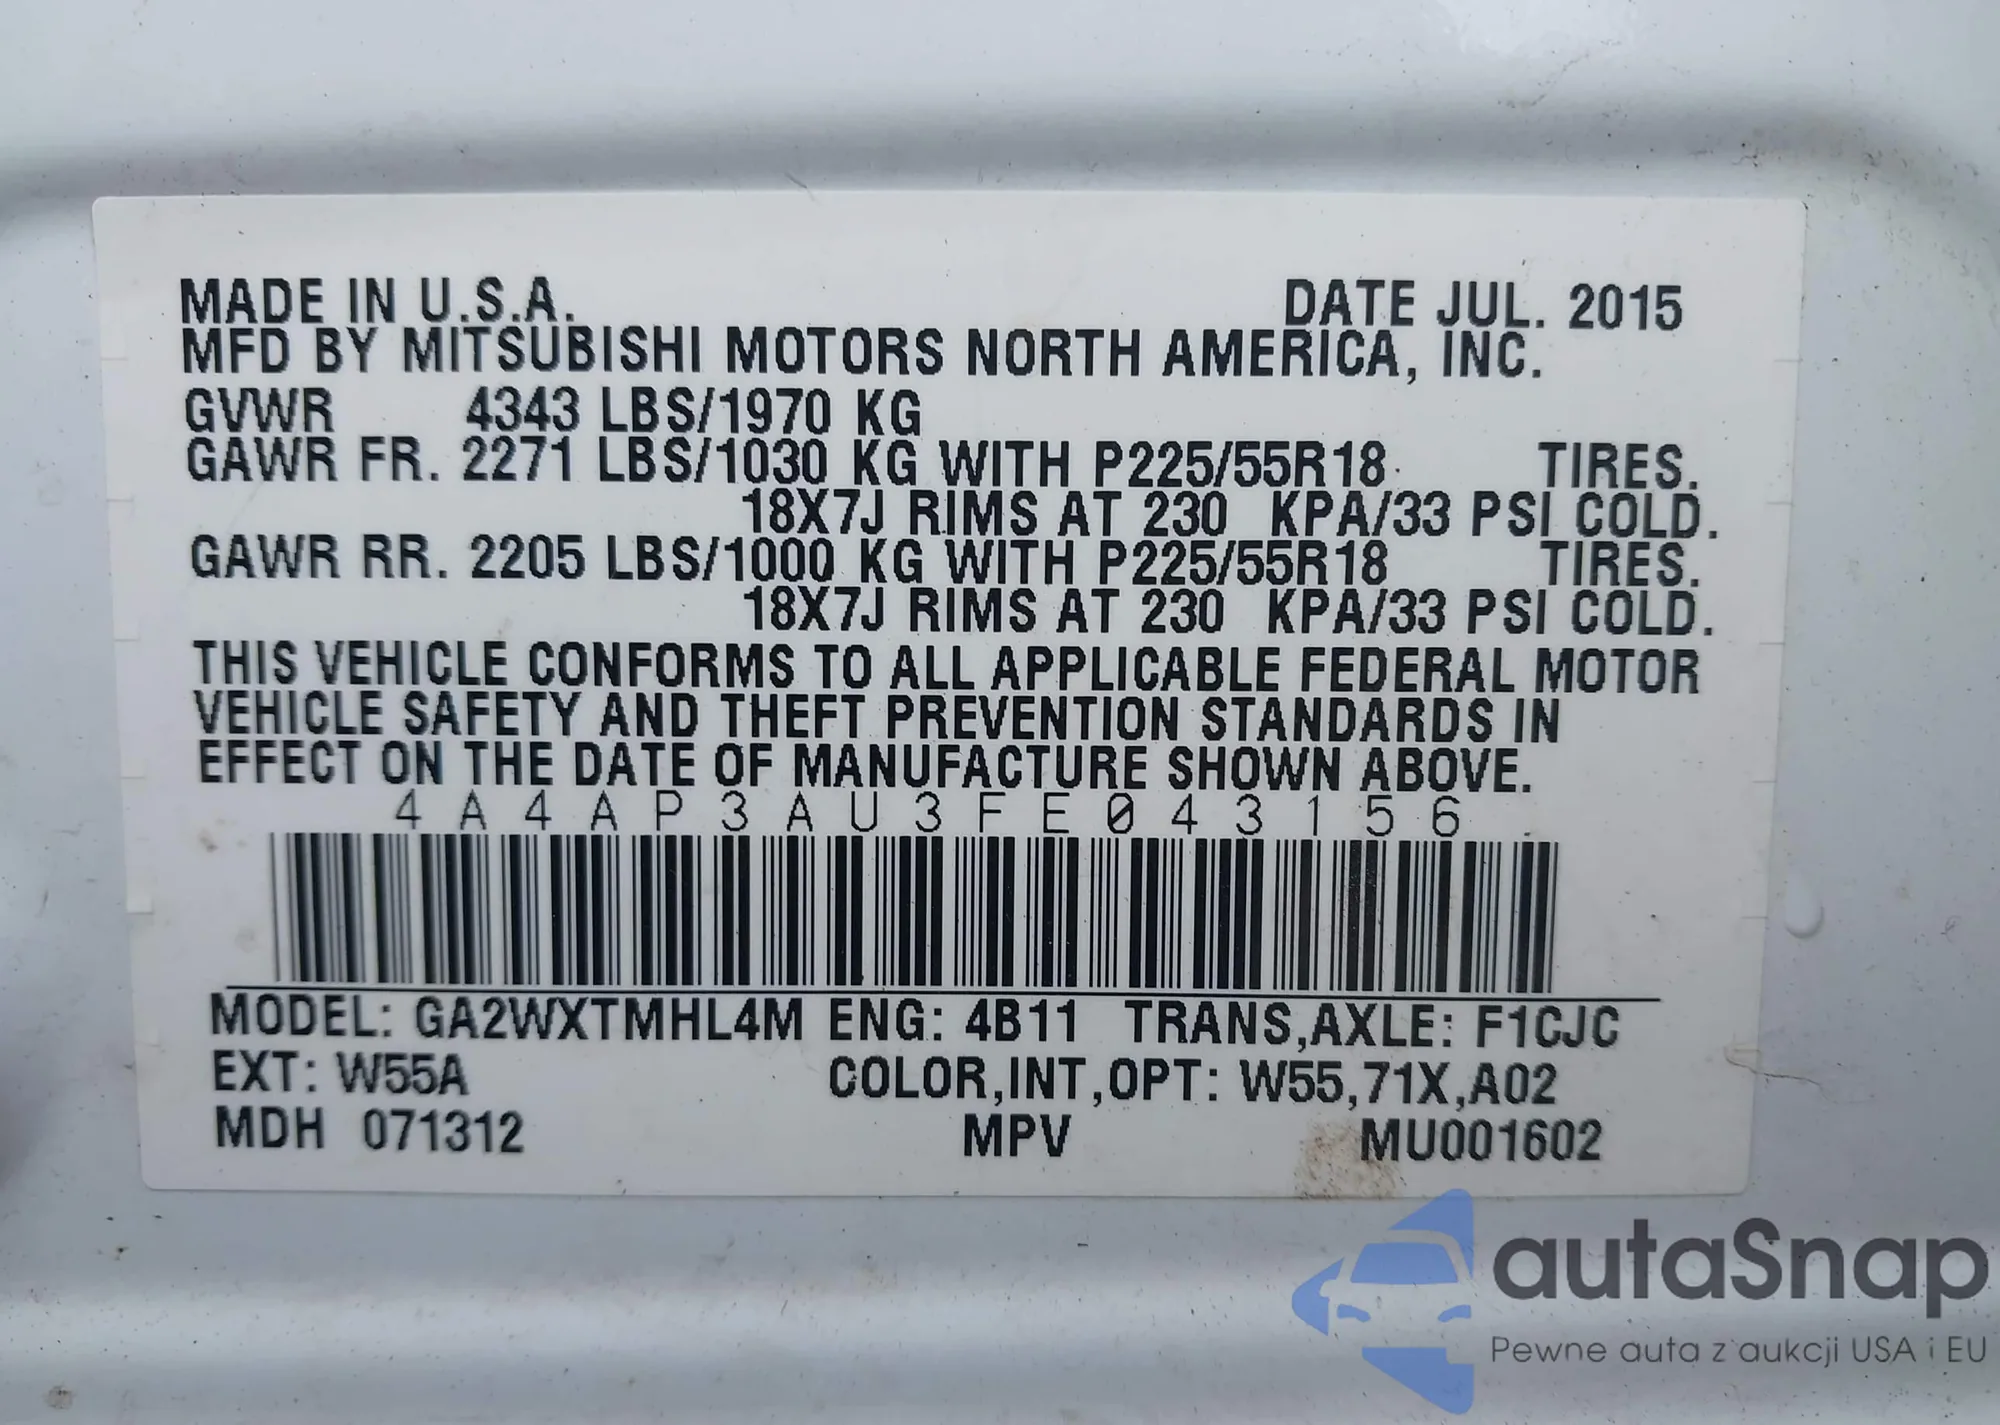 MADE IN U.S.A. DATE JUL. 2015
MFD BY MITSUBISHI MOTORS NORTH AMERICA, INC.
GVWR 4343 LBS/1970 KG
GAWR FR. 2271 LBS/1030 KG WITH P225/55R18 TIRES.
18X7J RIMS AT 230 KPA/33 PSI COLD.
GAWR RR. 2205 LBS/1000 KG WITH P225/55R18 TIRES.
18X7J RIMS AT 230 KPA/33 PSI COLD.
THIS VEHICLE CONFORMS TO ALL APPLICABLE FEDERAL MOTOR
VEHICLE SAFETY AND THEFT PREVENTION STANDARDS IN
EFFECT ON THE DATE OF MANUFACTURE SHOWN ABOVE.
4A4AP3AU3FE043156
MODEL: GA2WXTMHL4M ENG: 4B11 TRANS,AXLE: F1CJC
EXT: W55A COLOR,INT,OPT: W55,71X,A02
MDH 071312 MPV MU001602
autaSnap
Pewne auta z aukcji USA i EU